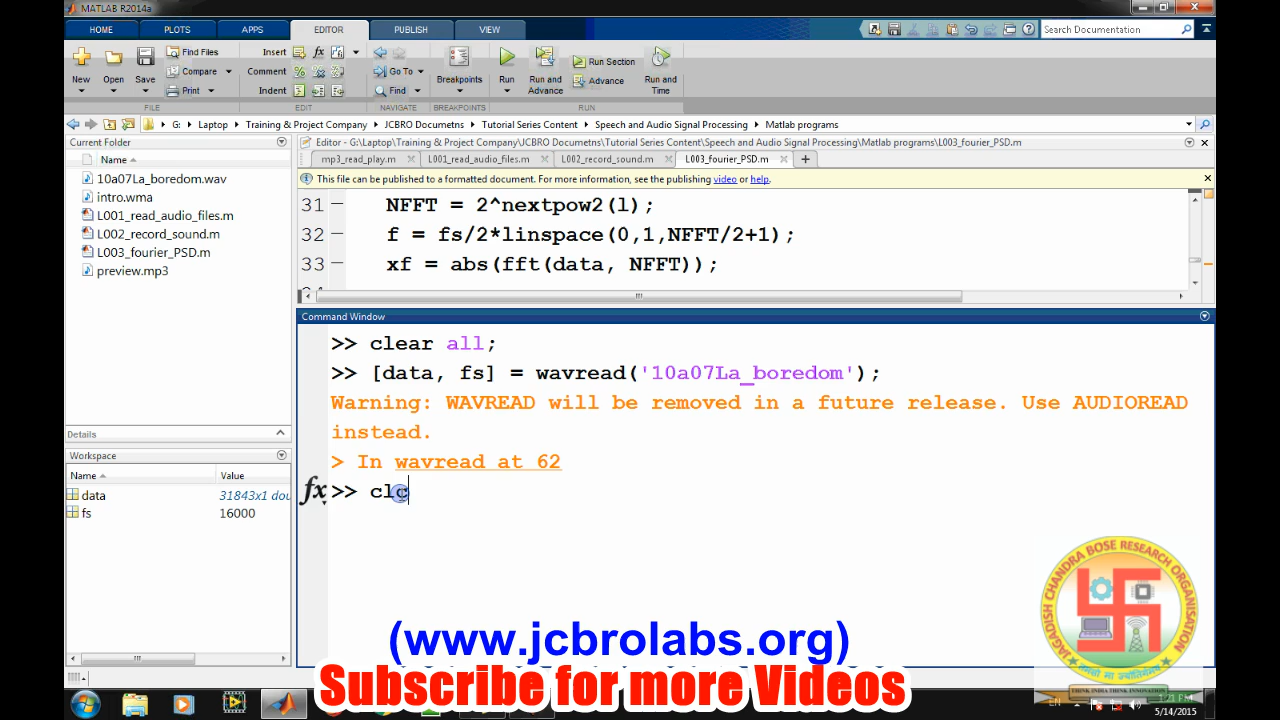 MATLAB R2014a
HOME PLOTS APPS EDITOR PUBLISH VIEW Search Documentation
New Open Save Find Files Compare Print Insert Comment Indent Go To Find Breakpoints Run Run and Advance Run Section Advance Run and Time
FILE EDIT NAVIGATE BREAKPOINTS RUN
G: Laptop Training & Project Company JCBRO Documetns Tutorial Series Content Speech and Audio Signal Processing Matlab programs
Current Folder
Name
10a07La_boredom.wav
intro.wma
L001_read_audio_files.m
L002_record_sound.m
L003_fourier_PSD.m
preview.mp3
Details
Workspace
Name Value
data 31843x1 dou
fs 16000
Editor - G:\Laptop\Training & Project Company\JCBRO Documetns\Tutorial Series Content\Speech and Audio Signal Processing\Matlab programs\L003_fourier_PSD.m
mp3_read_play.m L001_read_audio_files.m L002_record_sound.m L003_fourier_PSD.m
This file can be published to a formatted document. For more information, see the publishing video or help.
31 NFFT = 2^nextpow2(l);
32 f = fs/2*linspace(0,1,NFFT/2+1);
33 xf = abs(fft(data, NFFT));
Command Window
>> clear all;
>> [data, fs] = wavread('10a07La_boredom');
Warning: WAVREAD will be removed in a future release. Use AUDIOREAD
instead.
> In wavread at 62
fx >> clc
JAGADISH CHANDRA BOSE RESEARCH ORGANISATION
THINK INDIA THINK INNOVATION
(www.jcbrolabs.org)
Subscribe for more Videos
EN
1:21 PM
5/14/2015